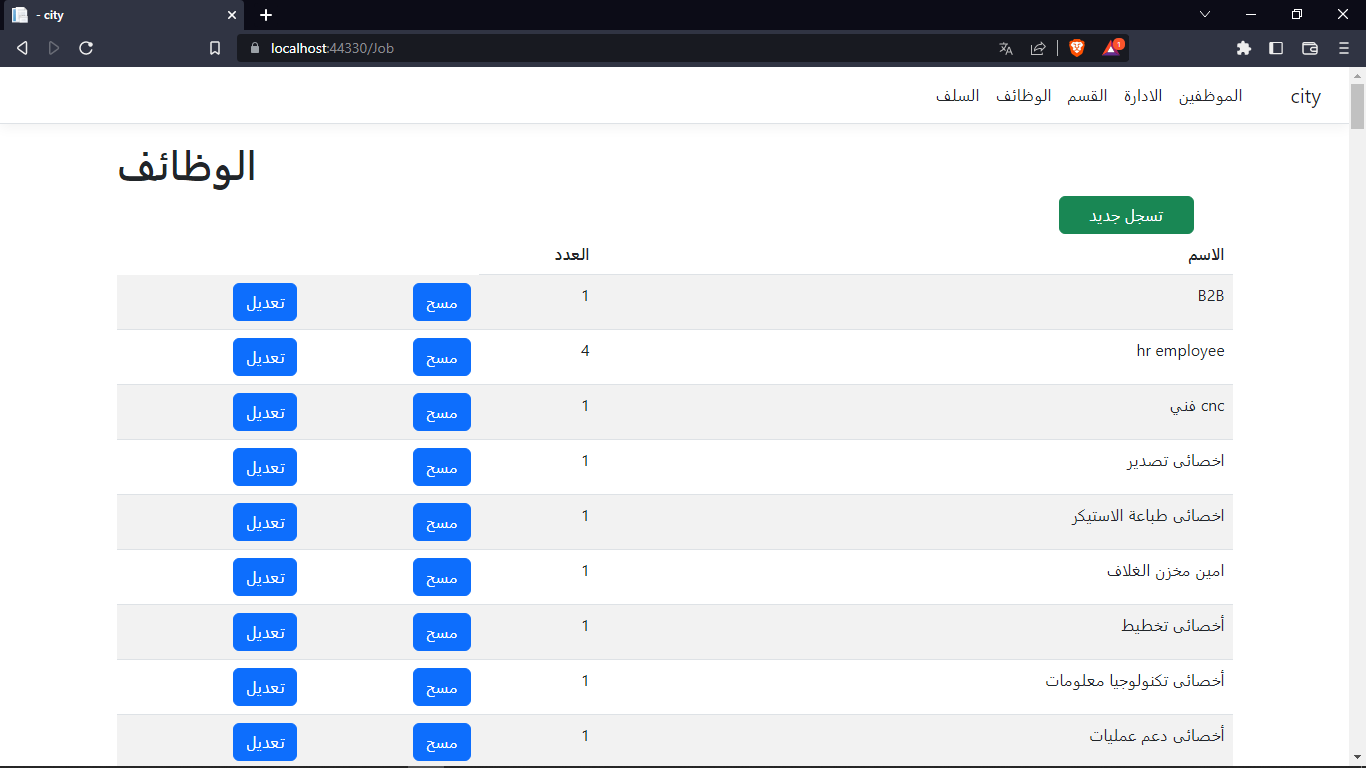 - city
localhost:44330/Job
1
city الموظفين الادارة القسم الوظائف السلف
الوظائف
تسجل جديد
الاسم العدد
B2B 1 مسح تعديل
hr employee 4 مسح تعديل
cnc فني 1 مسح تعديل
اخصائى تصدير 1 مسح تعديل
اخصائى طباعة الاستيكر 1 مسح تعديل
امين مخزن الغلاف 1 مسح تعديل
أخصائى تخطيط 1 مسح تعديل
أخصائى تكنولوجيا معلومات 1 مسح تعديل
أخصائى دعم عمليات 1 مسح تعديل